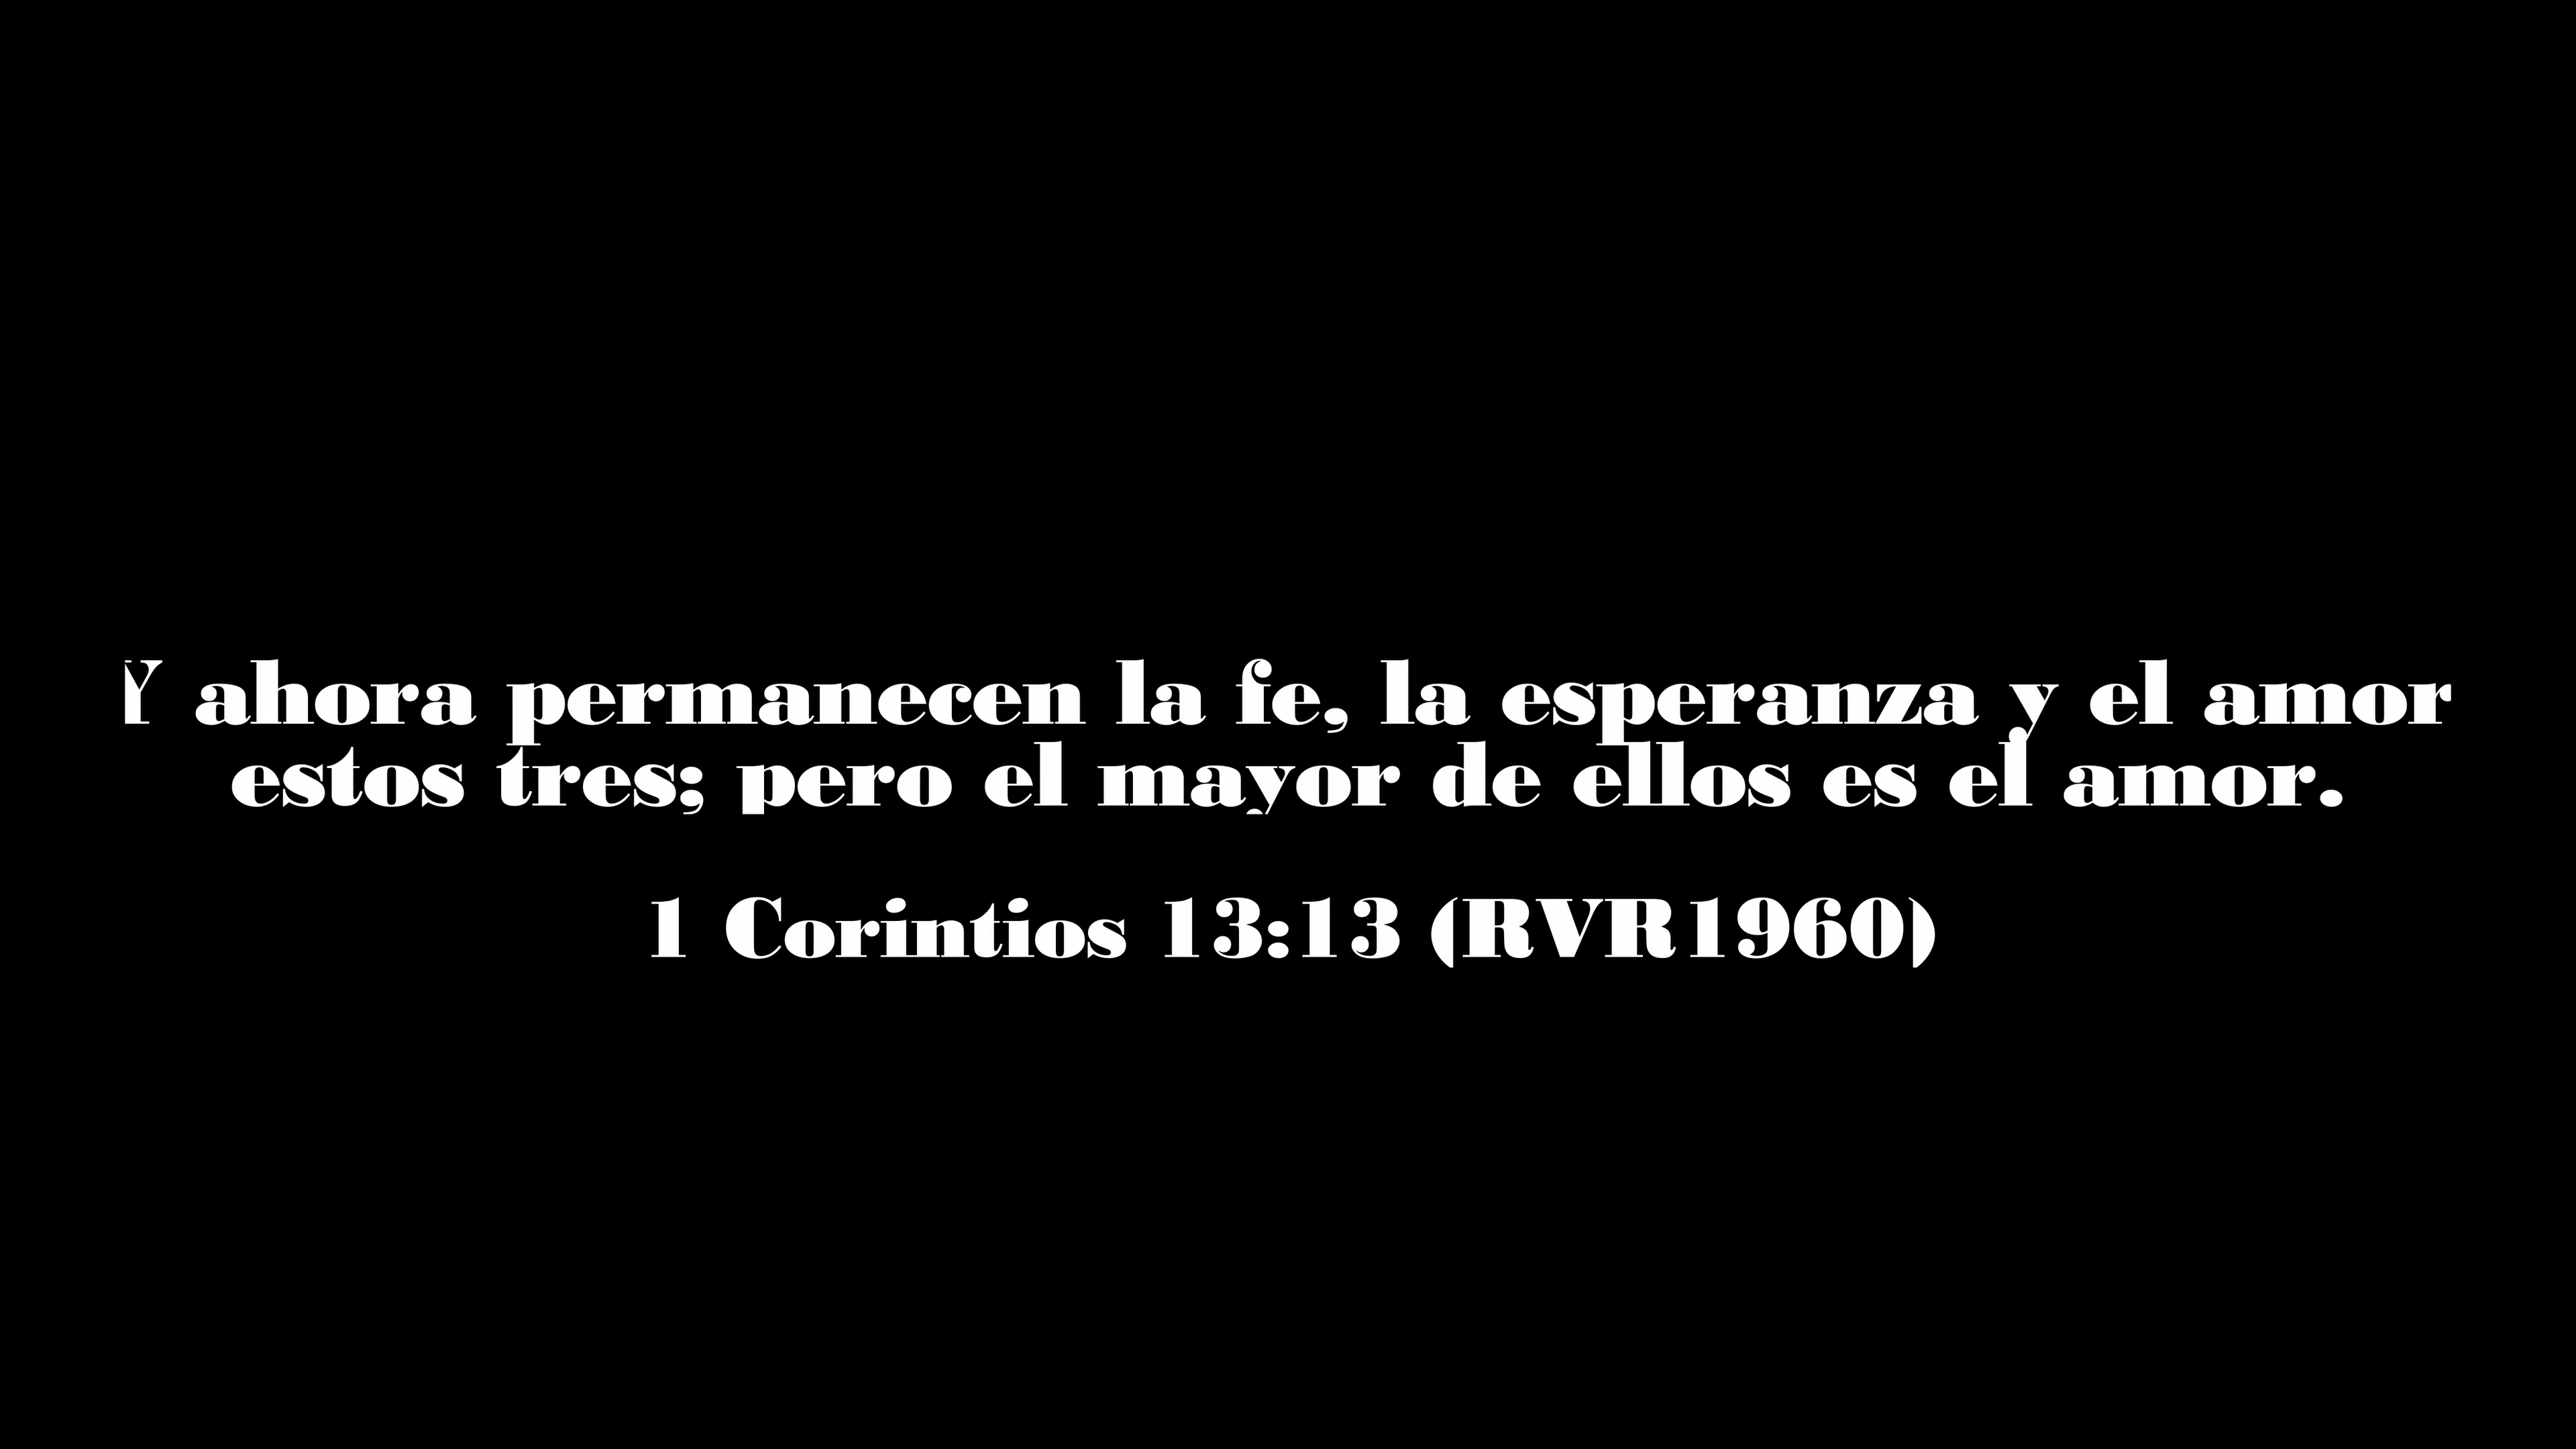 Y ahora permanecen la fe, la esperanza y el amor
estos tres; pero el mayor de ellos es el amor.
1 Corintios 13:13 (RVR1960)